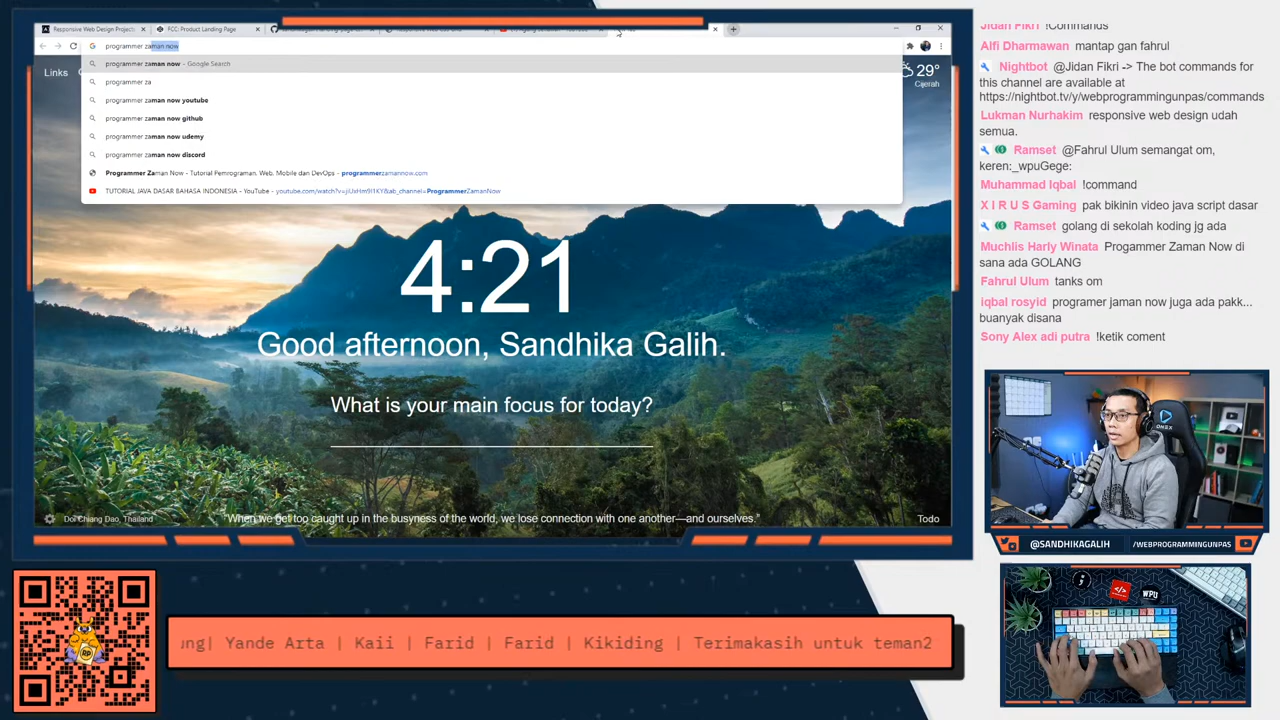 Responsive Web Design Project
FCC: Product Landing Page
programmer zaman now
programmer zaman now - Google Search
programmer za
programmer zaman now youtube
programmer zaman now github
programmer zaman now udemy
programmer zaman now discord
Programmer Zaman Now - Tutorial Pemrograman, Web, Mobile dan DevOps - programmerzamannow.com
TUTORIAL JAVA DASAR BAHASA INDONESIA - YouTube -
Links
29°
Cijerah
4:21
Good afternoon, Sandhika Galih.
What is your main focus for today?
Doi Chiang Dao, Thailand
"When we get too caught up in the busyness of the world, we lose connection with one another—and ourselves."
Todo
Jidan Fikri !Commands
Alfi Dharmawan mantap gan fahrul
Nightbot @Jidan Fikri -> The bot commands for
this channel are available at
https://nightbot.tv/y/webprogrammingunpas/commands
Lukman Nurhakim responsive web design udah
semua.
Ramset @Fahrul Ulum semangat om,
keren:_wpuGege:
Muhammad Iqbal !command
X I R U S Gaming pak bikinin video java script dasar
Ramset golang di sekolah koding jg ada
Muchlis Harly Winata Progammer Zaman Now di
sana ada GOLANG
Fahrul Ulum tanks om
iqbal rosyid programer jaman now juga ada pakk...
buanyak disana
Sony Alex adi putra !ketik coment
@SANDHIKAGALIH
/WEBPROGRAMMINGUNPAS
WPU
ung| Yande Arta | Kaii | Farid | Farid | Kikiding | Terimakasih untuk teman2